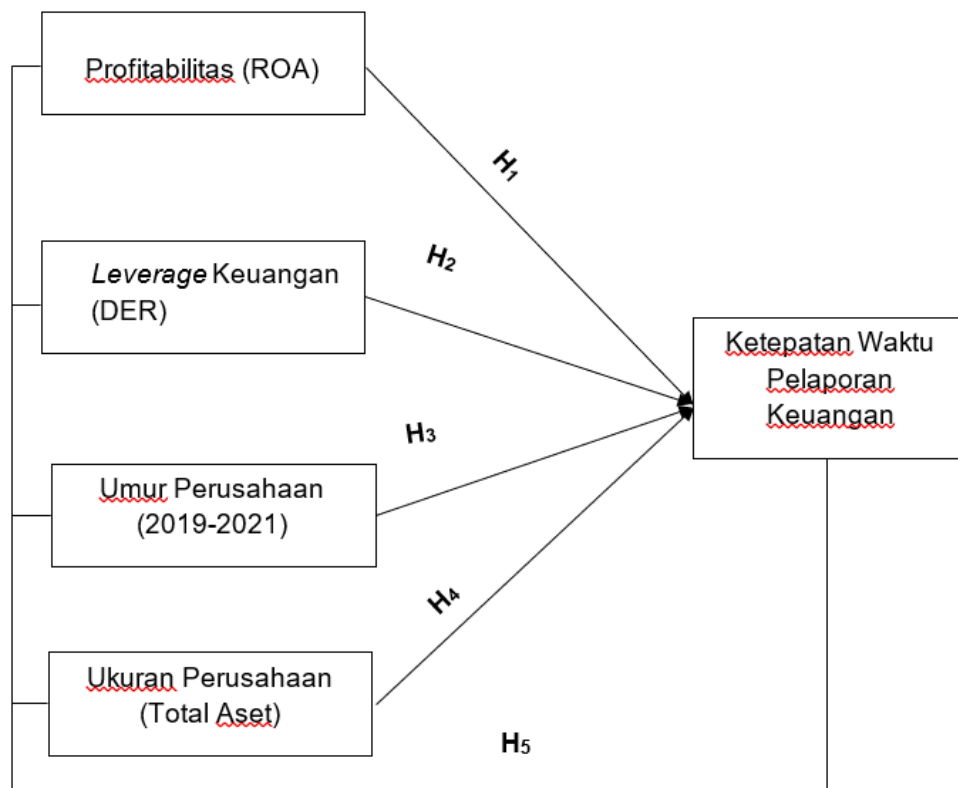 Profitabilitas (ROA)
H₁
Leverage Keuangan
(DER)
H₂
Ketepatan Waktu
Pelaporan
Keuangan
H₃
Umur Perusahaan
(2019-2021)
H₄
Ukuran Perusahaan
(Total Aset)
H₅